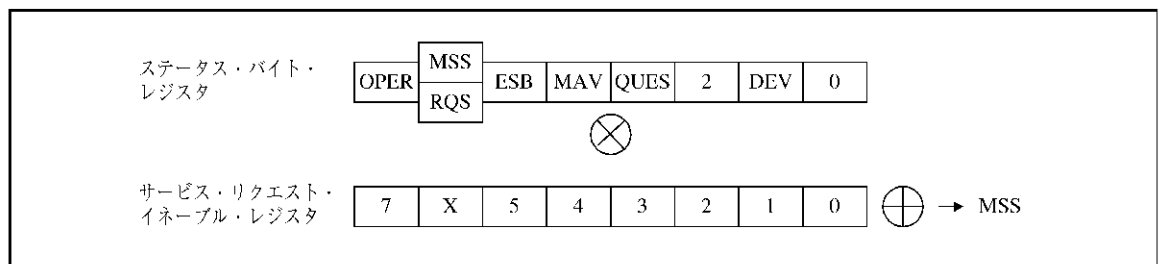 ステータス・バイト・
レジスタ
OPER MSS RQS ESB MAV QUES 2 DEV 0
サービス・リクエスト・
イネーブル・レジスタ
7 X 5 4 3 2 1 0 → MSS